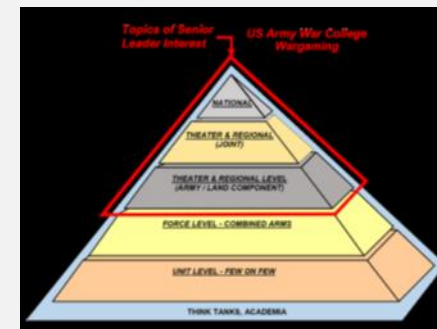 Topics of Senior
Leader Interest
US Army War College
Wargaming
NATIONAL
THEATER & REGIONAL
(JOINT)
THEATER & REGIONAL LEVEL
(ARMY / LAND COMPONENT)
FORCE LEVEL - COMBINED ARMS
UNIT LEVEL - FEW ON FEW
THINK TANKS, ACADEMIA